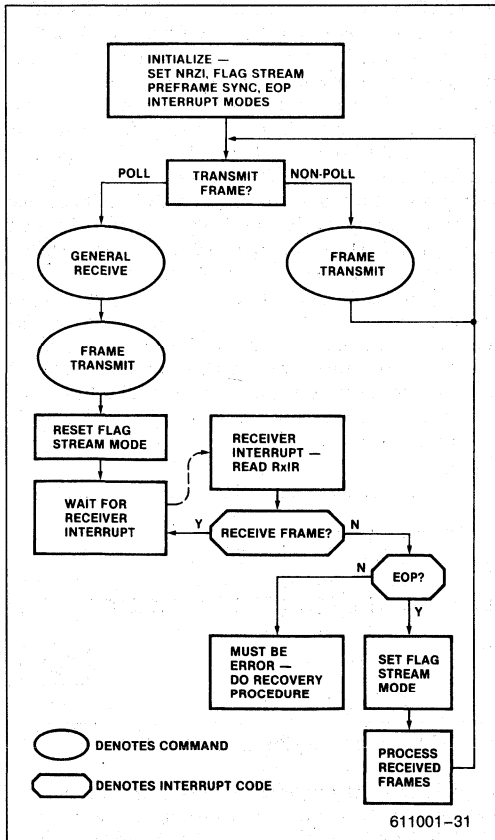 INITIALIZE —
SET NRZI, FLAG STREAM
PREFRAME SYNC, EOP
INTERRUPT MODES
POLL
TRANSMIT
FRAME?
NON-POLL
GENERAL
RECEIVE
FRAME
TRANSMIT
FRAME
TRANSMIT
RESET FLAG
STREAM MODE
WAIT FOR
RECEIVER
INTERRUPT
RECEIVER
INTERRUPT —
READ RxIR
Y
RECEIVE FRAME?
N
N
EOP?
Y
MUST BE
ERROR —
DO RECOVERY
PROCEDURE
SET FLAG
STREAM
MODE
PROCESS
RECEIVED
FRAMES
DENOTES COMMAND
DENOTES INTERRUPT CODE
611001–31